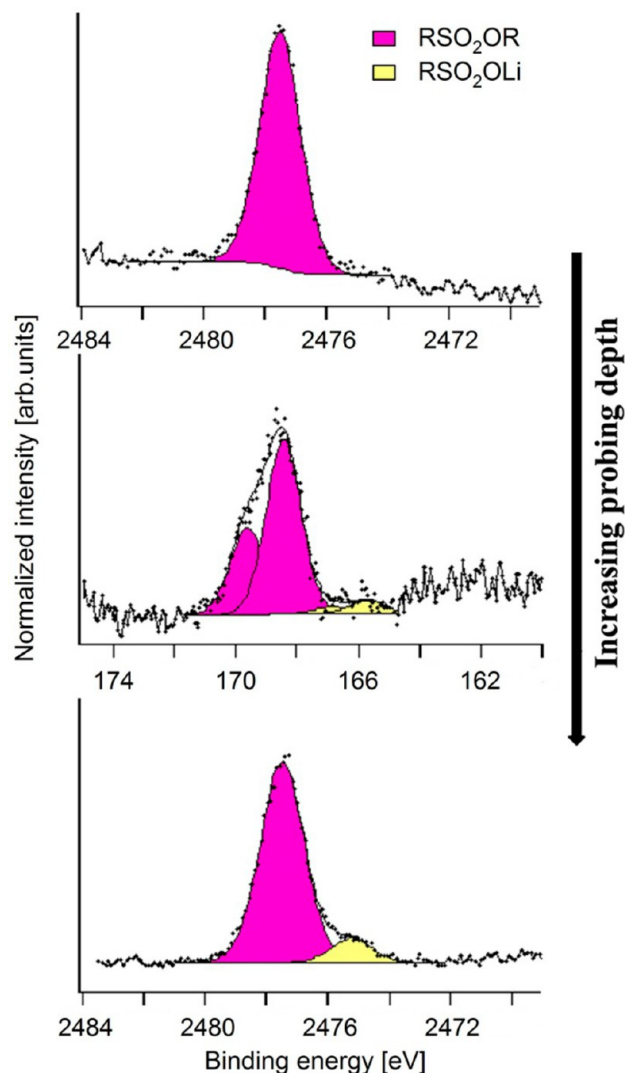 RSO₂OR
RSO₂OLi
2484 2480 2476 2472
174 170 166 162
2484 2480 2476 2472
Binding energy [eV]
Normalized intensity [arb.units]
Increasing probing depth